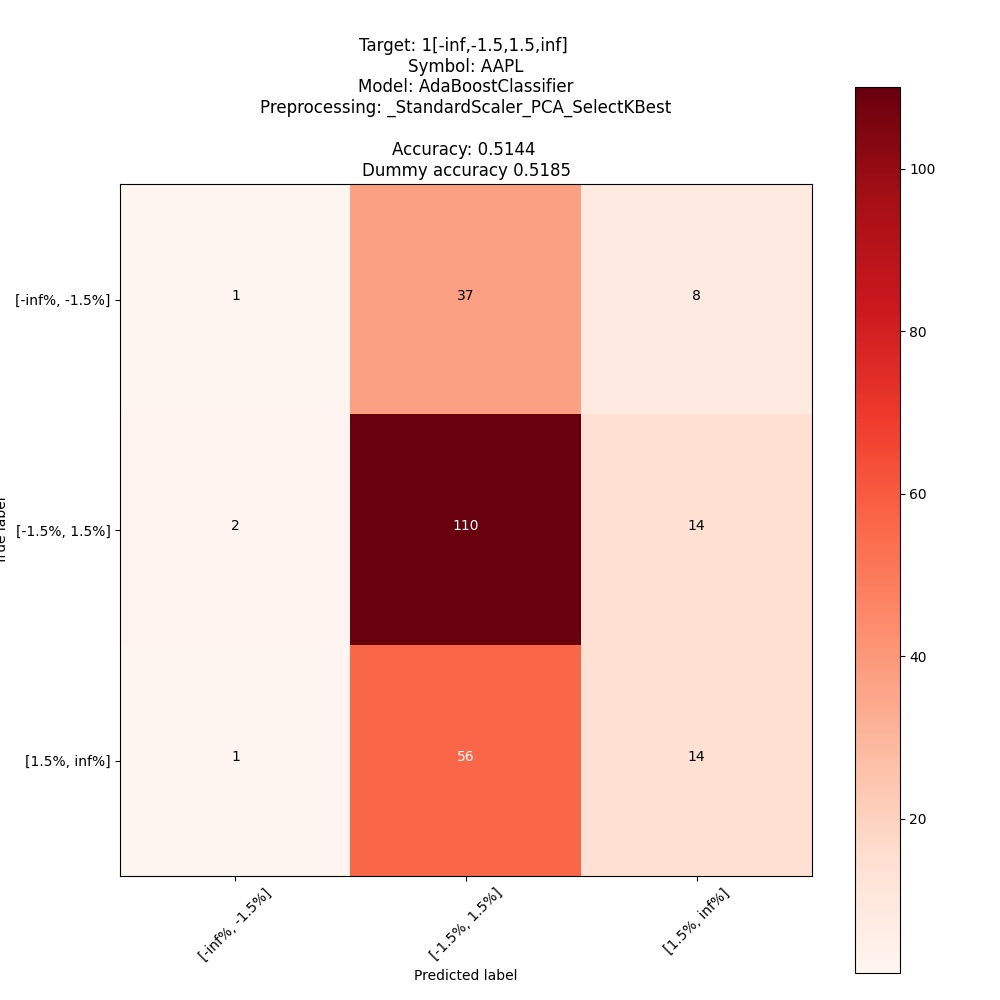 Target: 1[-inf,-1.5,1.5,inf]
Symbol: AAPL
Model: AdaBoostClassifier
Preprocessing: _StandardScaler_PCA_SelectKBest
Accuracy: 0.5144
Dummy accuracy 0.5185
[-inf%, -1.5%]
1
37
8
[-1.5%, 1.5%]
2
110
14
[1.5%, inf%]
1
56
14
[-inf%, -1.5%]
[-1.5%, 1.5%]
[1.5%, inf%]
Predicted label
True label
100
80
60
40
20